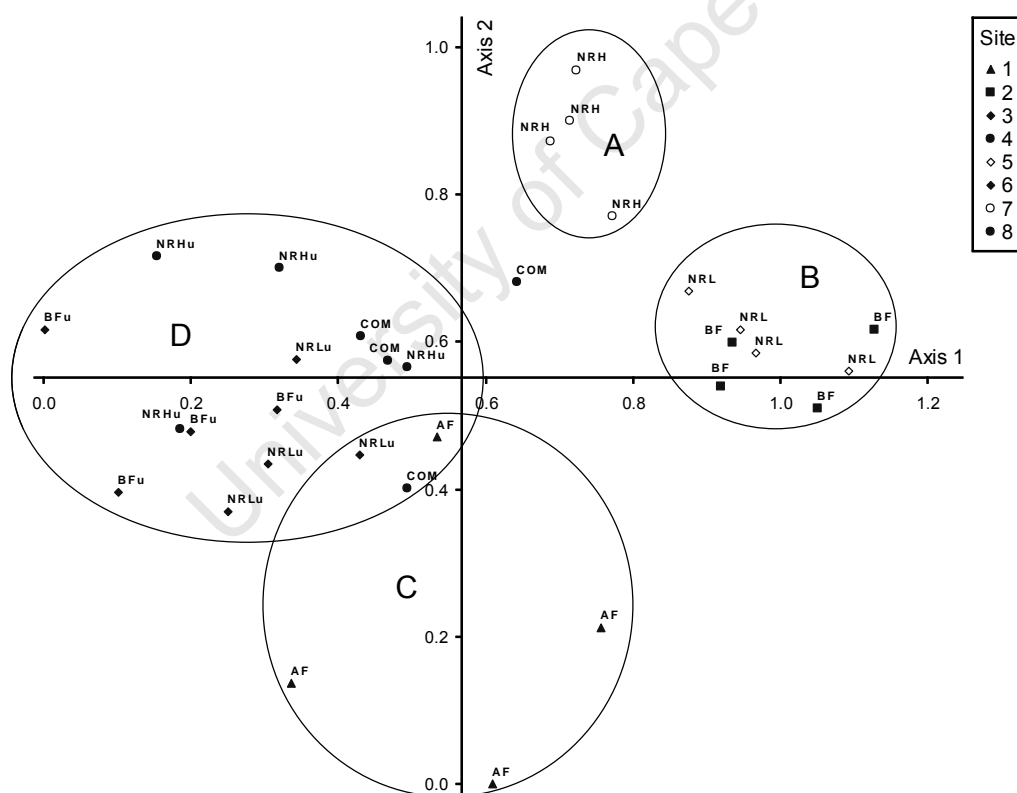 University of Cape
Axis 2
1.0
0.8
0.6
0.4
0.2
0.0
0.0
0.2
0.4
0.6
0.8
1.0
1.2
Axis 1
Site
1
2
3
4
5
6
7
8
NRH
NRH
NRH
A
NRH
NRHu
NRHu
COM
BFu
D
COM
COM
NRHu
NRLu
NRL
B
NRL
BF
BF
NRL
BF
NRL
BF
BFu
NRHu
BFu
AF
NRLu
NRLu
COM
BFu
NRLu
C
AF
AF
AF